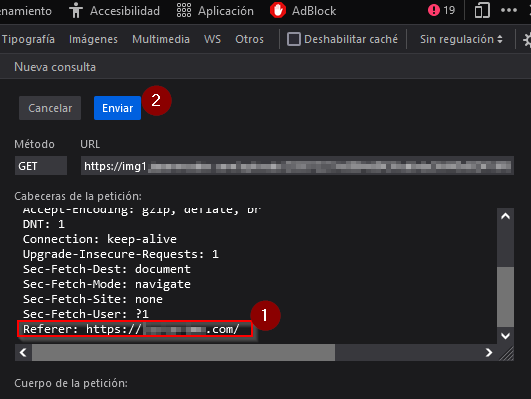 enamiento Accesibilidad Aplicación AdBlock 19
Tipografía Imágenes Multimedia WS Otros Deshabilitar caché Sin regulación
Nueva consulta
Cancelar Enviar 2
Método URL
GET https://img1.
Cabeceras de la petición:
Accept-Encoding: gzip, deflate, br
DNT: 1
Connection: keep-alive
Upgrade-Insecure-Requests: 1
Sec-Fetch-Dest: document
Sec-Fetch-Mode: navigate
Sec-Fetch-Site: none
Sec-Fetch-User: ?1
Referer: https:// .com/ 1
Cuerpo de la petición: